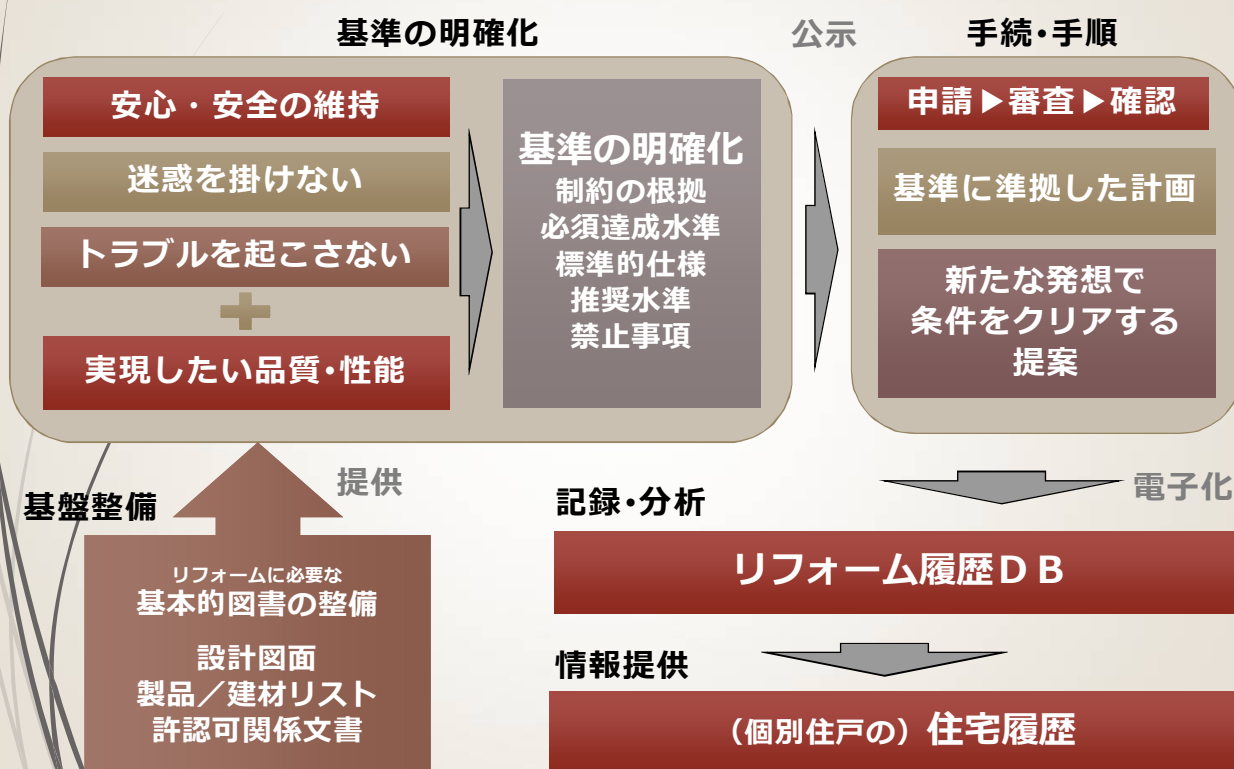 基準の明確化
安心・安全の維持
迷惑を掛けない
トラブルを起こさない
実現したい品質・性能
基準の明確化
制約の根拠
必須達成水準
標準的仕様
推奨水準
禁止事項
公示
手続・手順
申請▶審査▶確認
基準に準拠した計画
新たな発想で
条件をクリアする
提案
基盤整備
提供
リフォームに必要な
基本的図書の整備
設計図面
製品／建材リスト
許認可関係文書
電子化
記録・分析
リフォーム履歴ＤＢ
情報提供
（個別住戸の）住宅履歴